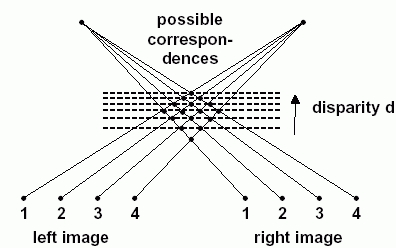 possible
correspon-
dences
disparity d
1 2 3 4 1 2 3 4
left image right image